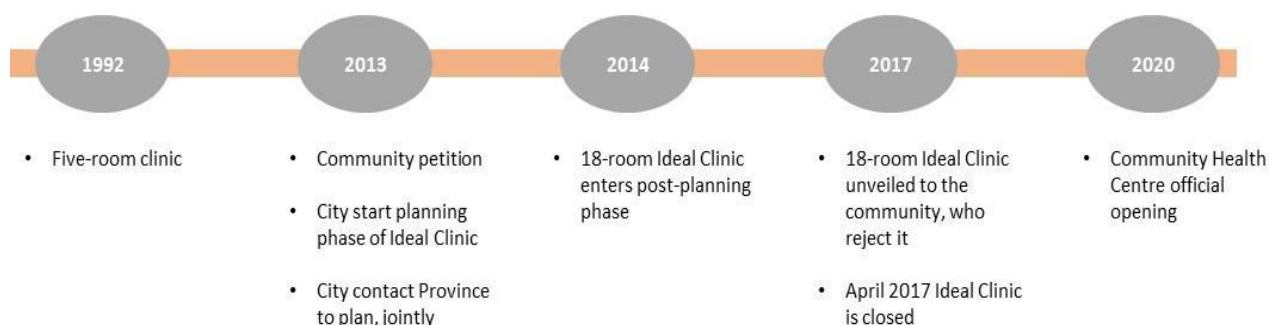 1992
2013
2014
2017
2020
• Five-room clinic
• Community petition
• City start planning
phase of Ideal Clinic
• City contact Province
to plan, jointly
• 18-room Ideal Clinic
enters post-planning
phase
• 18-room Ideal Clinic
unveiled to the
community, who
reject it
• April 2017 Ideal Clinic
is closed
• Community Health
Centre official
opening